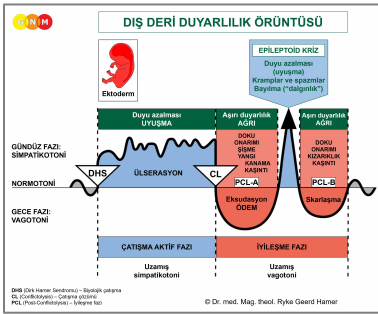 GNM
DIŞ DERİ DUYARLILIK ÖRÜNTÜSÜ
Ektoderm
EPİLEPTOİD KRİZ
Duyu azalması
(uyuşma)
Kramplar ve spazmlar
Bayılma ("dalgınlık")
Duyu azalması
UYUŞMA
Aşırı duyarlılık
AĞRI
Aşırı duyarlılık
AĞRI
GÜNDÜZ FAZI:
SİMPATİKOTONİ
NORMOTONİ
GECE FAZI:
VAGOTONİ
DHS
ÜLSERASYON
CL
DOKU
ONARIMI
ŞİŞME
YANGI
KANAMA
KAŞINTI
PCL-A
Eksudasyon
ÖDEM
DOKU
ONARIMI
KIZARIKLIK
KAŞINTI
PCL-B
Skarlaşma
ÇATIŞMA AKTİF FAZI
İYİLEŞME FAZI
Uzamış
simpatikotoni
Uzamış
vagotoni
DHS (Dirk Hamer Sendromu) – Biyolojik çatışma
CL (Conflictolysis) – Çatışma çözümü
PCL (Post-Conflictolysis) – İyileşme fazı
© Dr. med. Mag. theol. Ryke Geerd Hamer